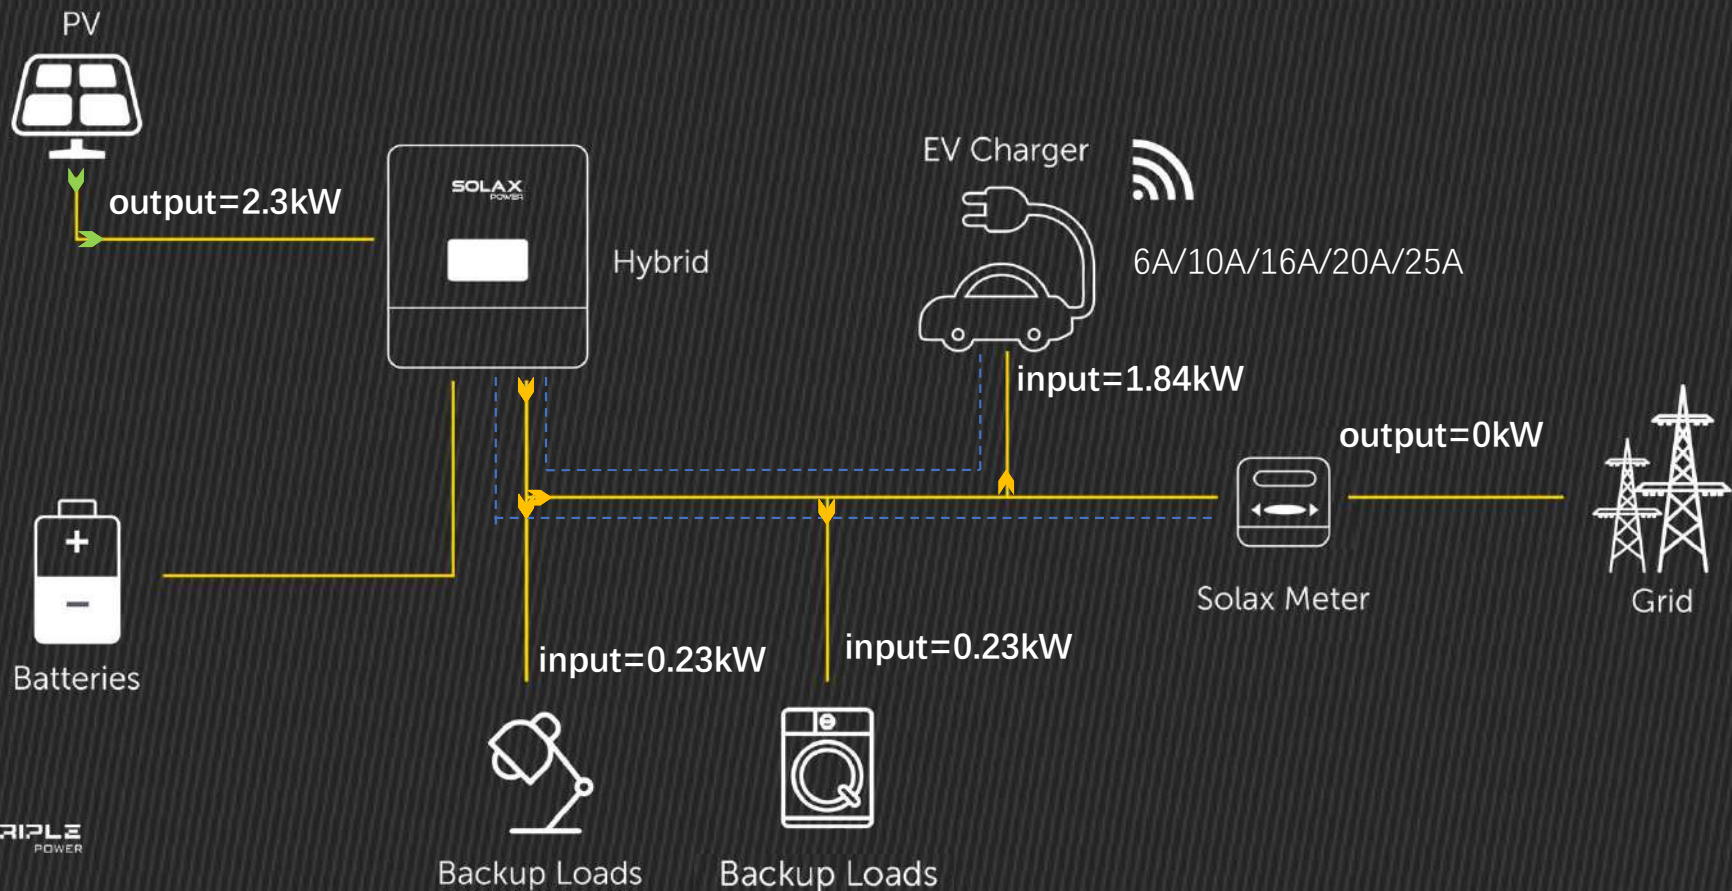 PV
output=2.3kW
SOLAX
POWER
Hybrid
EV Charger
6A/10A/16A/20A/25A
input=1.84kW
output=0kW
Solax Meter
Grid
+
-
Batteries
input=0.23kW
input=0.23kW
Backup Loads
Backup Loads
RIPLE
POWER